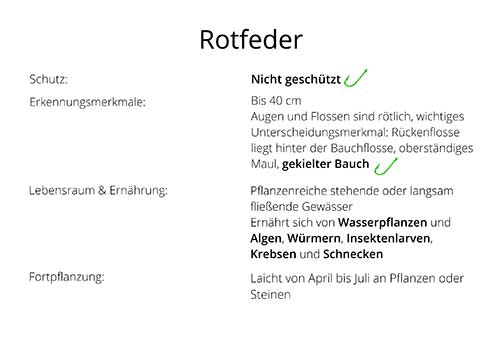 Rotfeder
Schutz:
Nicht geschützt
Erkennungsmerkmale:
Bis 40 cm
Augen und Flossen sind rötlich, wichtiges
Unterscheidungsmerkmal: Rückenflosse
liegt hinter der Bauchflosse, oberständiges
Maul, gekielter Bauch
Lebensraum & Ernährung:
Pflanzenreiche stehende oder langsam
fließende Gewässer
Ernährt sich von Wasserpflanzen und
Algen, Würmern, Insektenlarven,
Krebsen und Schnecken
Fortpflanzung:
Laicht von April bis Juli an Pflanzen oder
Steinen